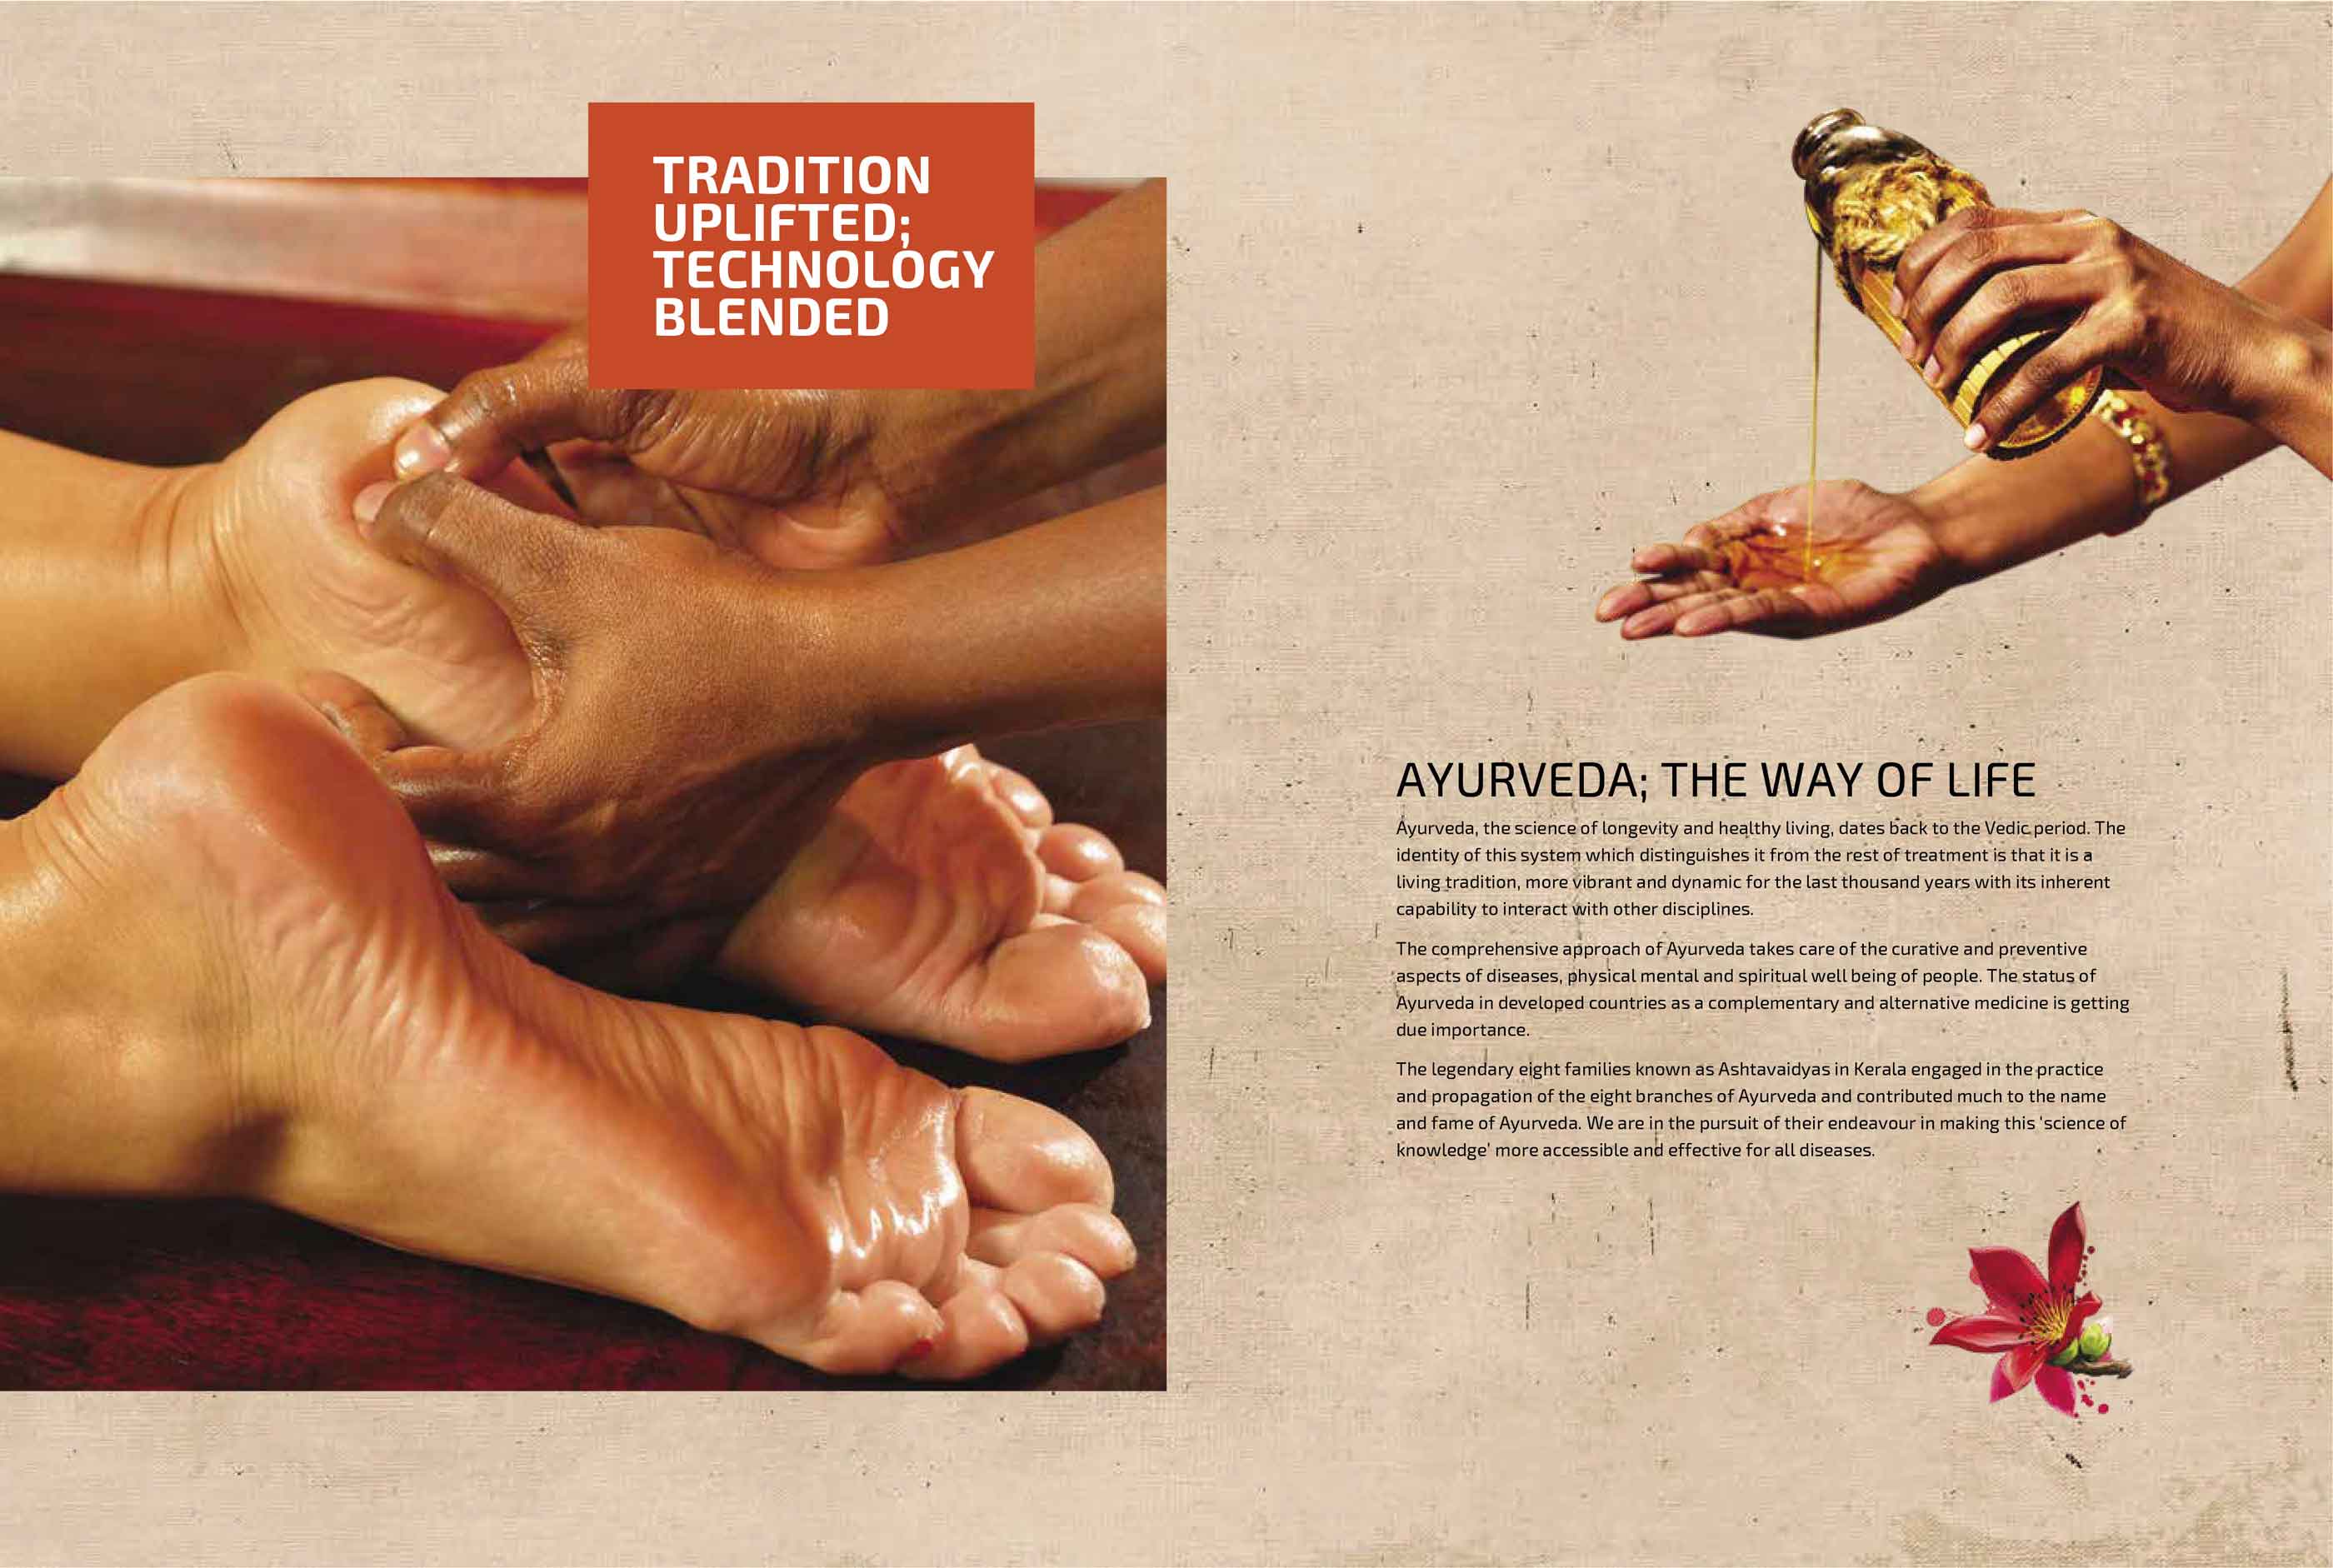 TRADITION
UPLIFTED;
TECHNOLOGY
BLENDED
AYURVEDA; THE WAY OF LIFE
Ayurveda, the science of longevity and healthy living, dates back to the Vedic period. The
identity of this system which distinguishes it from the rest of treatment is that it is a
living tradition, more vibrant and dynamic for the last thousand years with its inherent
capability to interact with other disciplines.
The comprehensive approach of Ayurveda takes care of the curative and preventive
aspects of diseases, physical mental and spiritual well being of people. The status of
Ayurveda in developed countries as a complementary and alternative medicine is getting
due importance.
The legendary eight families known as Ashtavaidyas in Kerala engaged in the practice
and propagation of the eight branches of Ayurveda and contributed much to the name
and fame of Ayurveda. We are in the pursuit of their endeavour in making this ‘science of
knowledge’ more accessible and effective for all diseases.